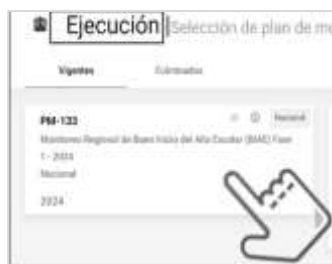 Ejecución Selección de plan de mo
Vigentes Culminados
PM-133 Nacional
Monitoreo Regional de Buen Inicio del Año Escolar (BIAE) Fase
1 - 2024
Nacional
2024